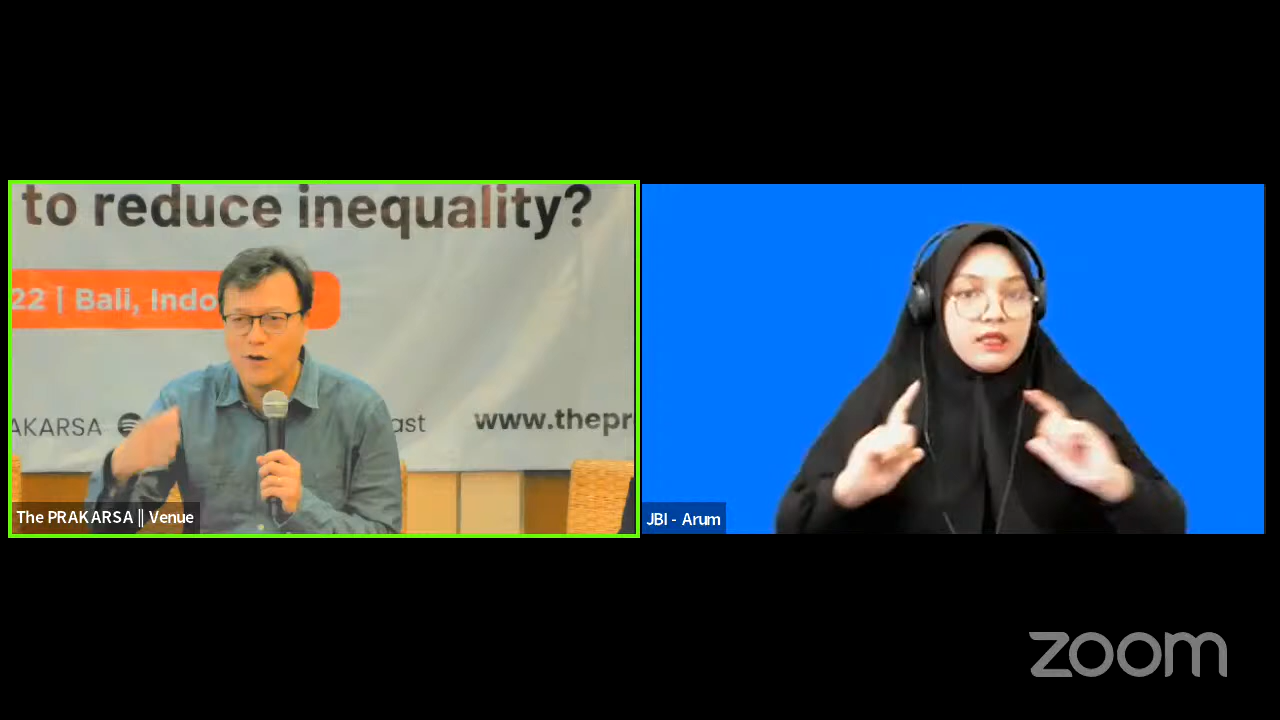 to reduce inequality?
22 | Bali, Indo
AKARSA
ast
www.thepr
The PRAKARSA || Venue
JBI - Arum
zoom